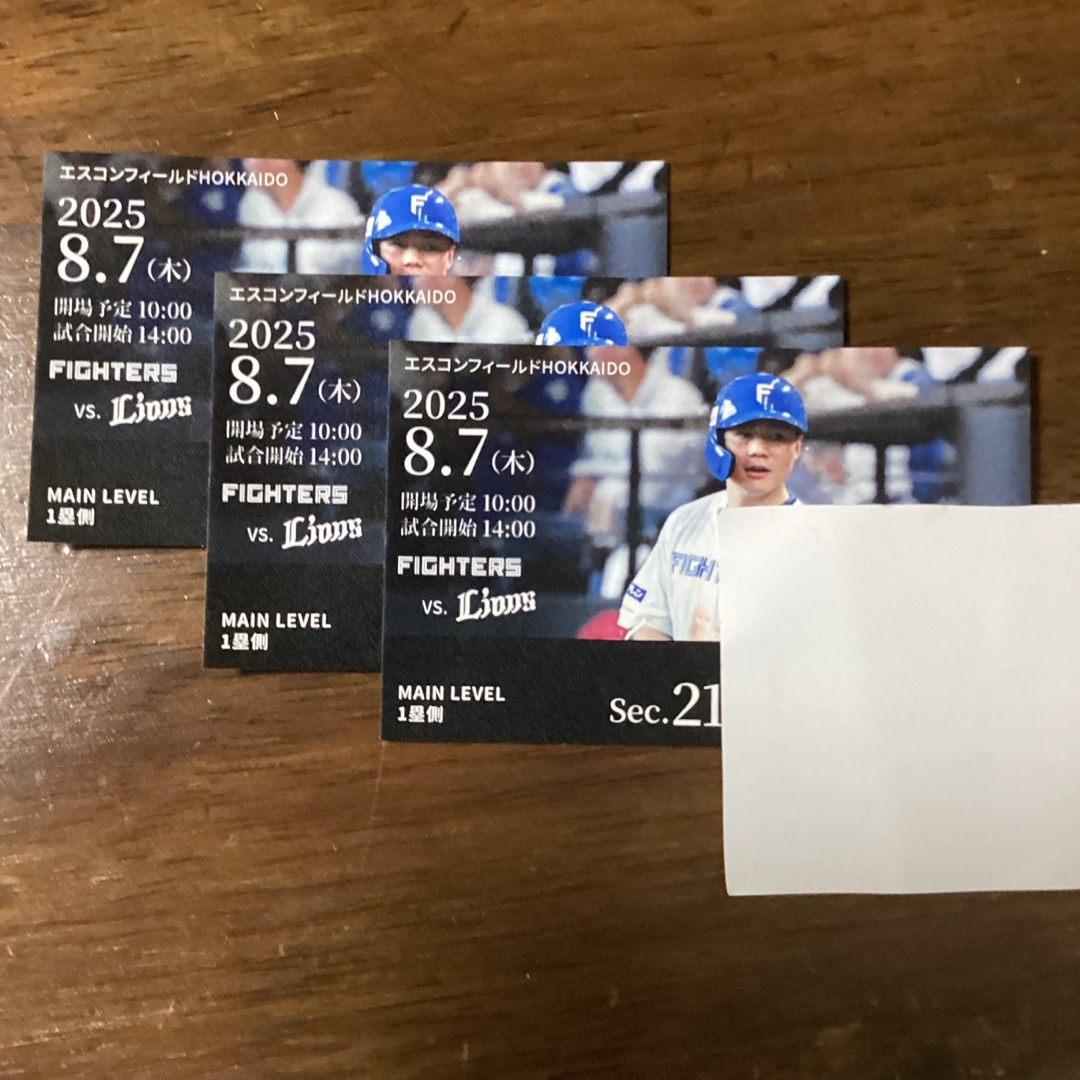 エスコンフィールドHOKKAIDO
2025
8.7(木)
開場予定 10:00
試合開始 14:00
FIGHTERS
vs. Lions
MAIN LEVEL
1塁側
F
エスコンフィールドHOKKAIDO
2025
8.7(木)
開場予定 10:00
試合開始 14:00
FIGHTERS
vs. Lions
MAIN LEVEL
1塁側
F
エスコンフィールドHOKKAIDO
2025
8.7(木)
開場予定 10:00
試合開始 14:00
FIGHTERS
vs. Lions
MAIN LEVEL
1塁側
Sec.21
F
FIGH